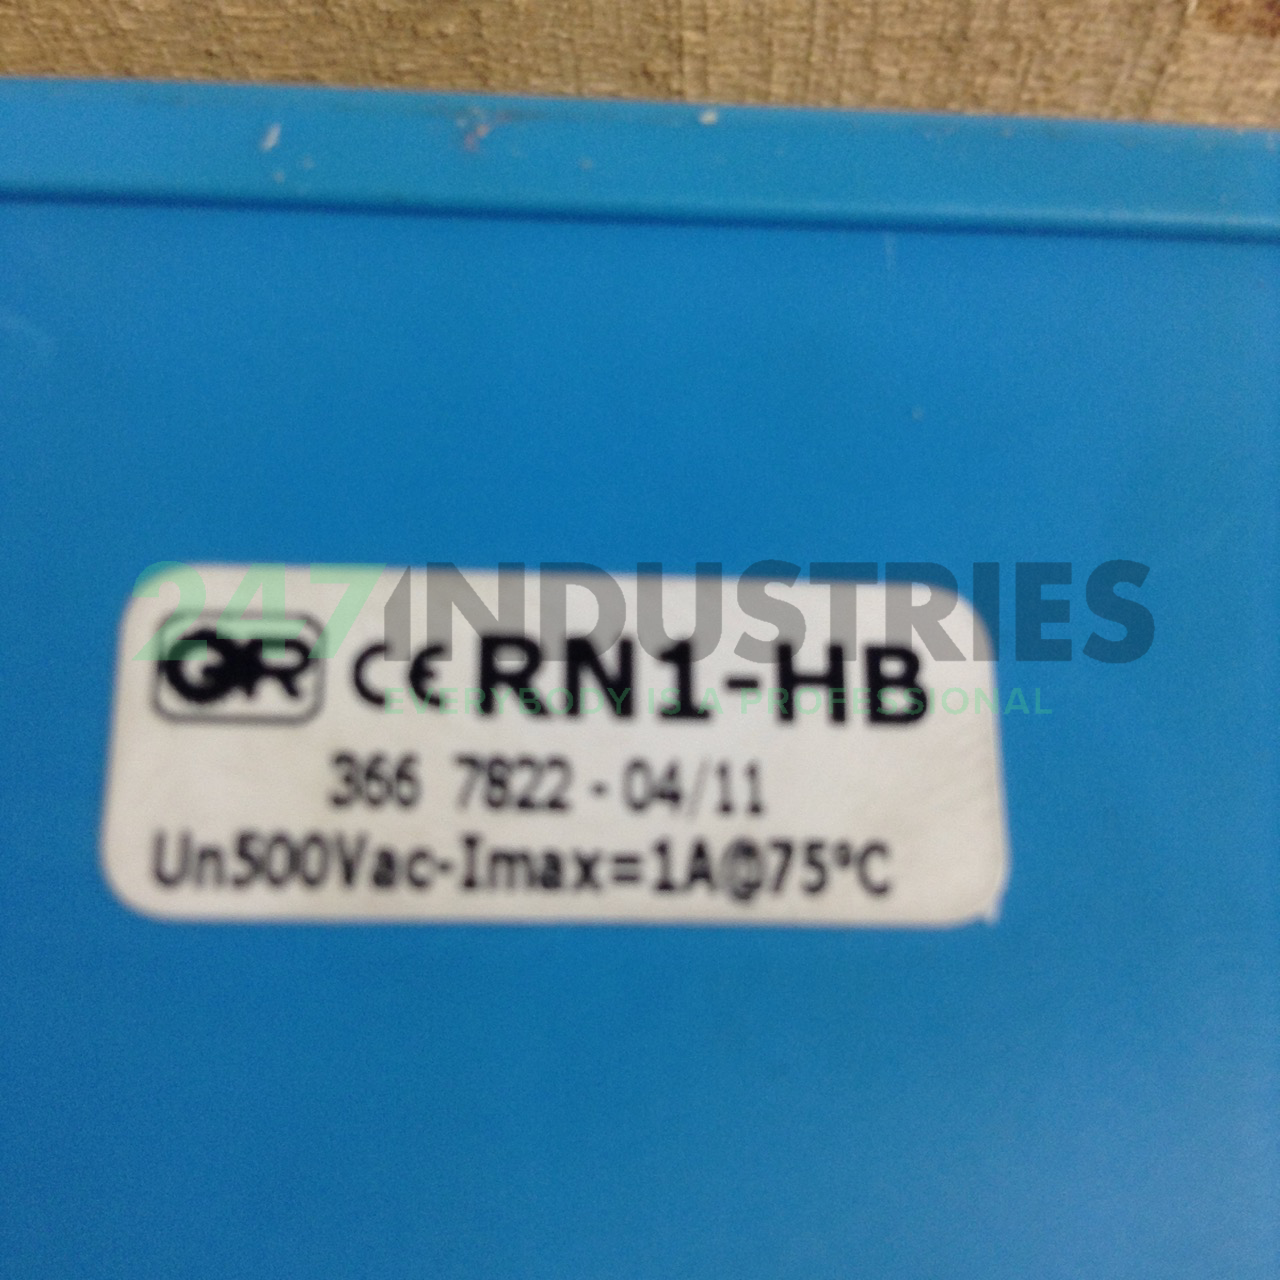 247INDUSTRIES
EVERYBODY IS A PROFESSIONAL
GR CE RN1-HB
366 7822 - 04/11
Un500Vac-Imax=1A@75°C